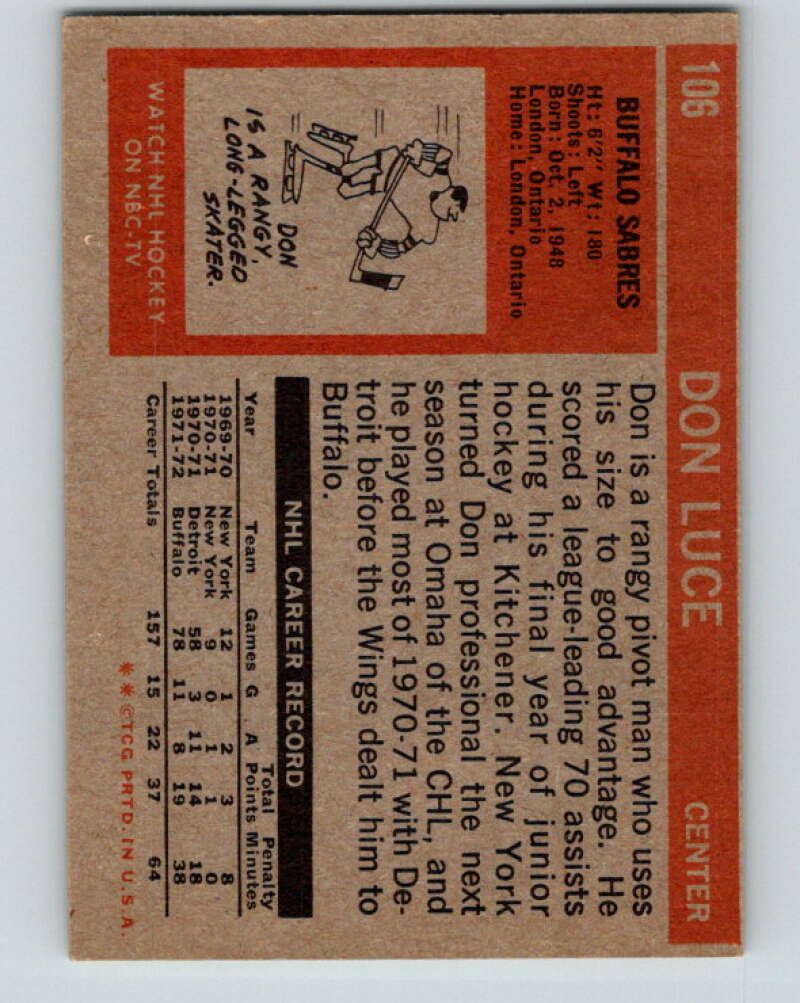 106 DON LUCE CENTER
BUFFALO SABRES
Ht: 6'2" Wt: 180
Shoots: Left
Born: Oct. 2, 1948
London, Ontario
Home: London, Ontario
DON
IS A RANGY,
LONG-LEGGED
SKATER.
WATCH NHL HOCKEY
ON NBC-TV
Don is a rangy pivot man who uses
his size to good advantage. He
scored a league-leading 70 assists
during his final year of junior
hockey at Kitchener. New York
turned Don professional the next
season at Omaha of the CHL, and
he played most of 1970-71 with De-
troit before the Wings dealt him to
Buffalo.
NHL CAREER RECORD
Total Penalty
Year Team Games G A Points Minutes
1969-70 New York 12 1 2 3 8
1970-71 New York 9 0 1 1 0
1970-71 Detroit 58 3 11 14 18
1971-72 Buffalo 78 11 8 19 38
Career Totals 157 15 22 37 64
**©TCG PRTD. IN U.S.A.